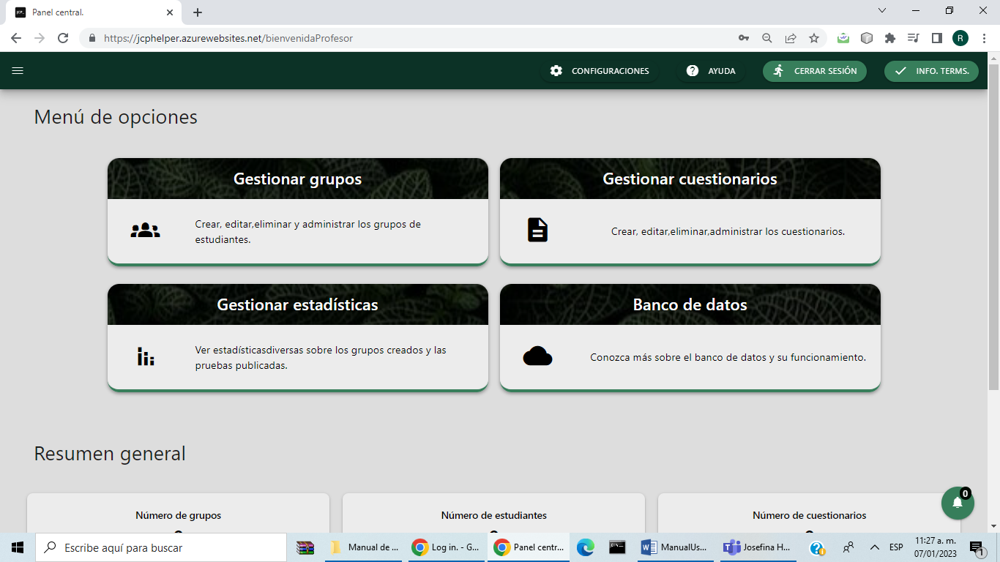 Panel central.
https://jcphelper.azurewebsites.net/bienvenidaProfesor
R
CONFIGURACIONES
AYUDA
CERRAR SESIÓN
INFO. TERMS.
Menú de opciones
Gestionar grupos
Crear, editar,eliminar y administrar los grupos de
estudiantes.
Gestionar cuestionarios
Crear, editar,eliminar,administrar los cuestionarios.
Gestionar estadísticas
Ver estadísticasdiversas sobre los grupos creados y las
pruebas publicadas.
Banco de datos
Conozca más sobre el banco de datos y su funcionamiento.
Resumen general
0
Número de grupos
Número de estudiantes
Número de cuestionarios
Escribe aquí para buscar
Manual de ...
Log in. - G...
Panel centr...
ManualUs...
Josefina H...
ESP
11:27 a. m.
07/01/2023
1